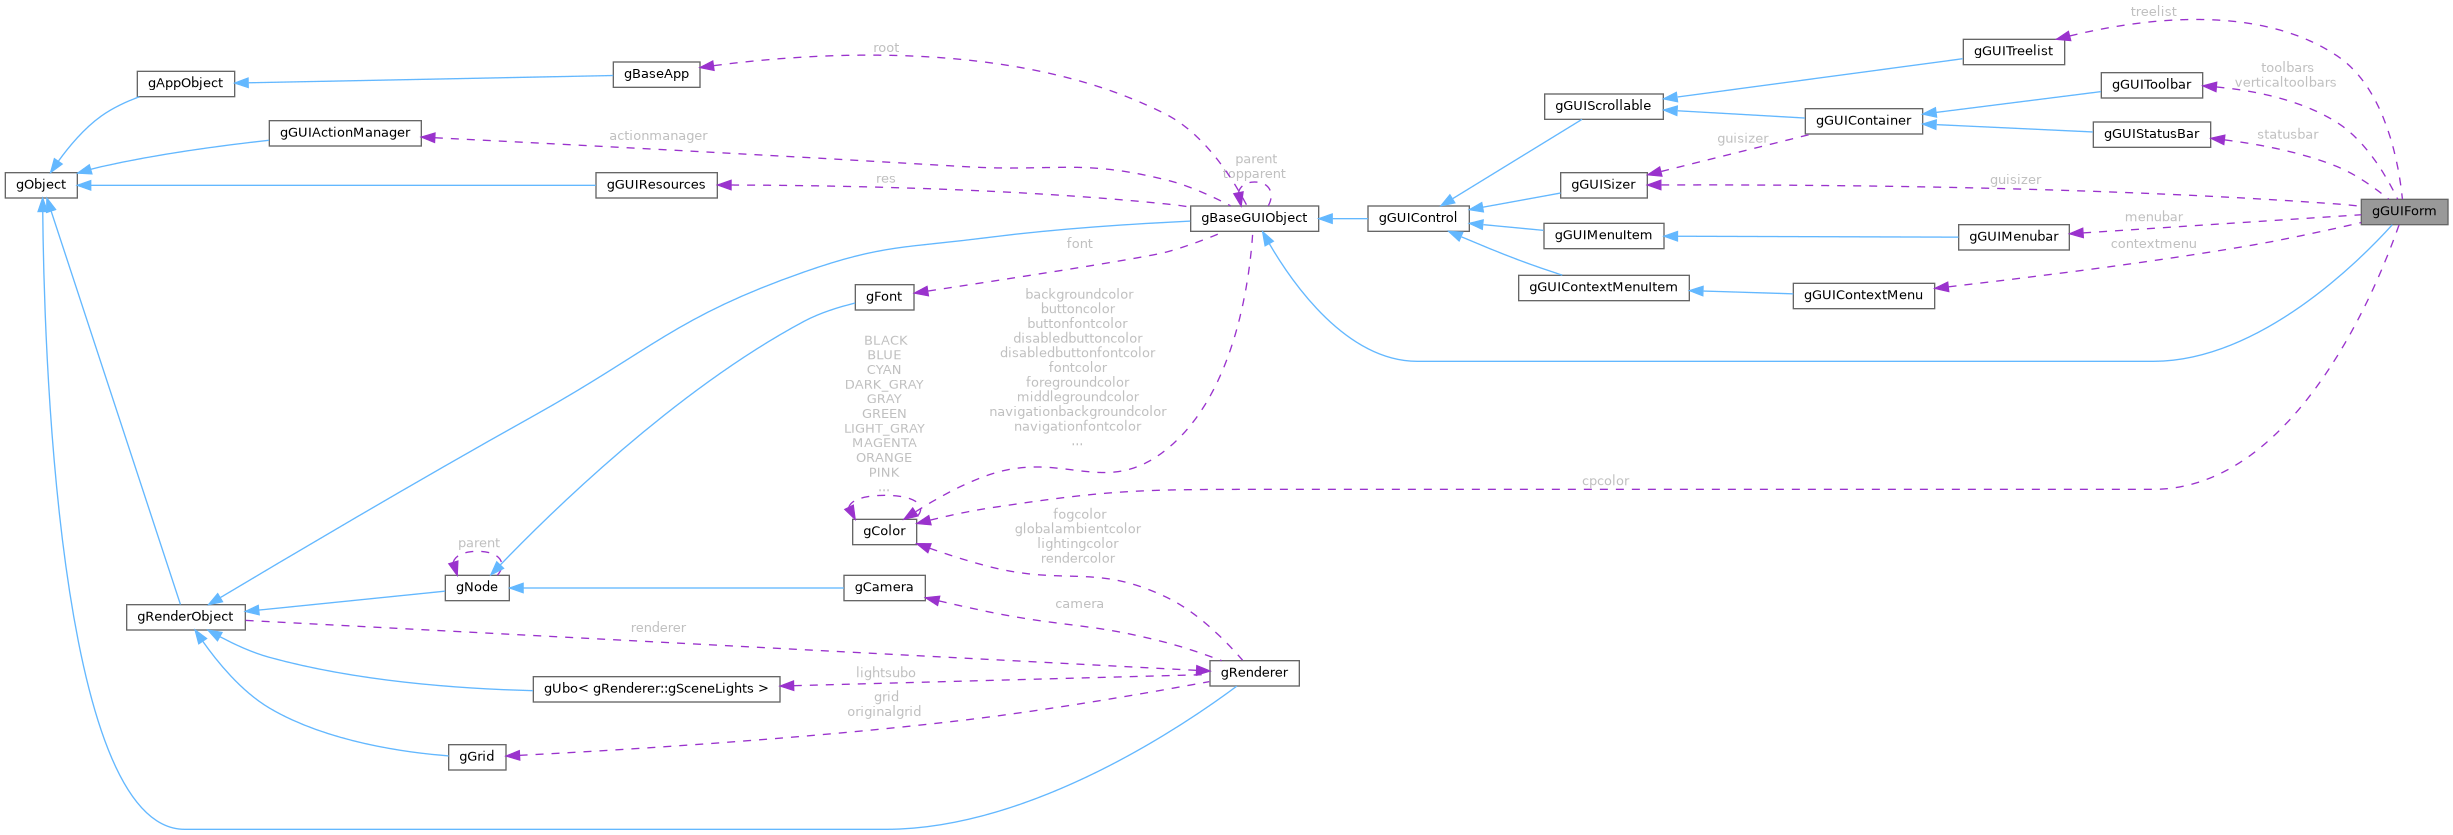 treelist
root
gGUITreelist
gBaseApp
toolbars
verticaltoolbars
gAppObject
gGUIToolbar
gGUIScrollable
gGUIContainer
gGUIActionManager
actionmanager
guisizer
gGUIStatusBar
statusbar
parent
topparent
gObject
gGUIResources
res
gGUISizer
guisizer
gBaseGUIObject
gGUIControl
gGUIForm
menubar
gGUIMenuItem
gGUIMenubar
font
contextmenu
gGUIContextMenuItem
gGUIContextMenu
gFont
backgroundcolor
buttoncolor
buttonfontcolor
disabledbuttoncolor
disabledbuttonfontcolor
fontcolor
foregroundcolor
middlegroundcolor
navigationbackgroundcolor
navigationfontcolor
...
BLACK
BLUE
CYAN
DARK_GRAY
GRAY
GREEN
LIGHT_GRAY
MAGENTA
ORANGE
PINK
...
cpcolor
gColor
fogcolor
globalambientcolor
lightingcolor
rendercolor
parent
gNode
gCamera
camera
gRenderObject
renderer
gRenderer
lightsubo
gUbo< gRenderer::gSceneLights >
grid
originalgrid
gGrid